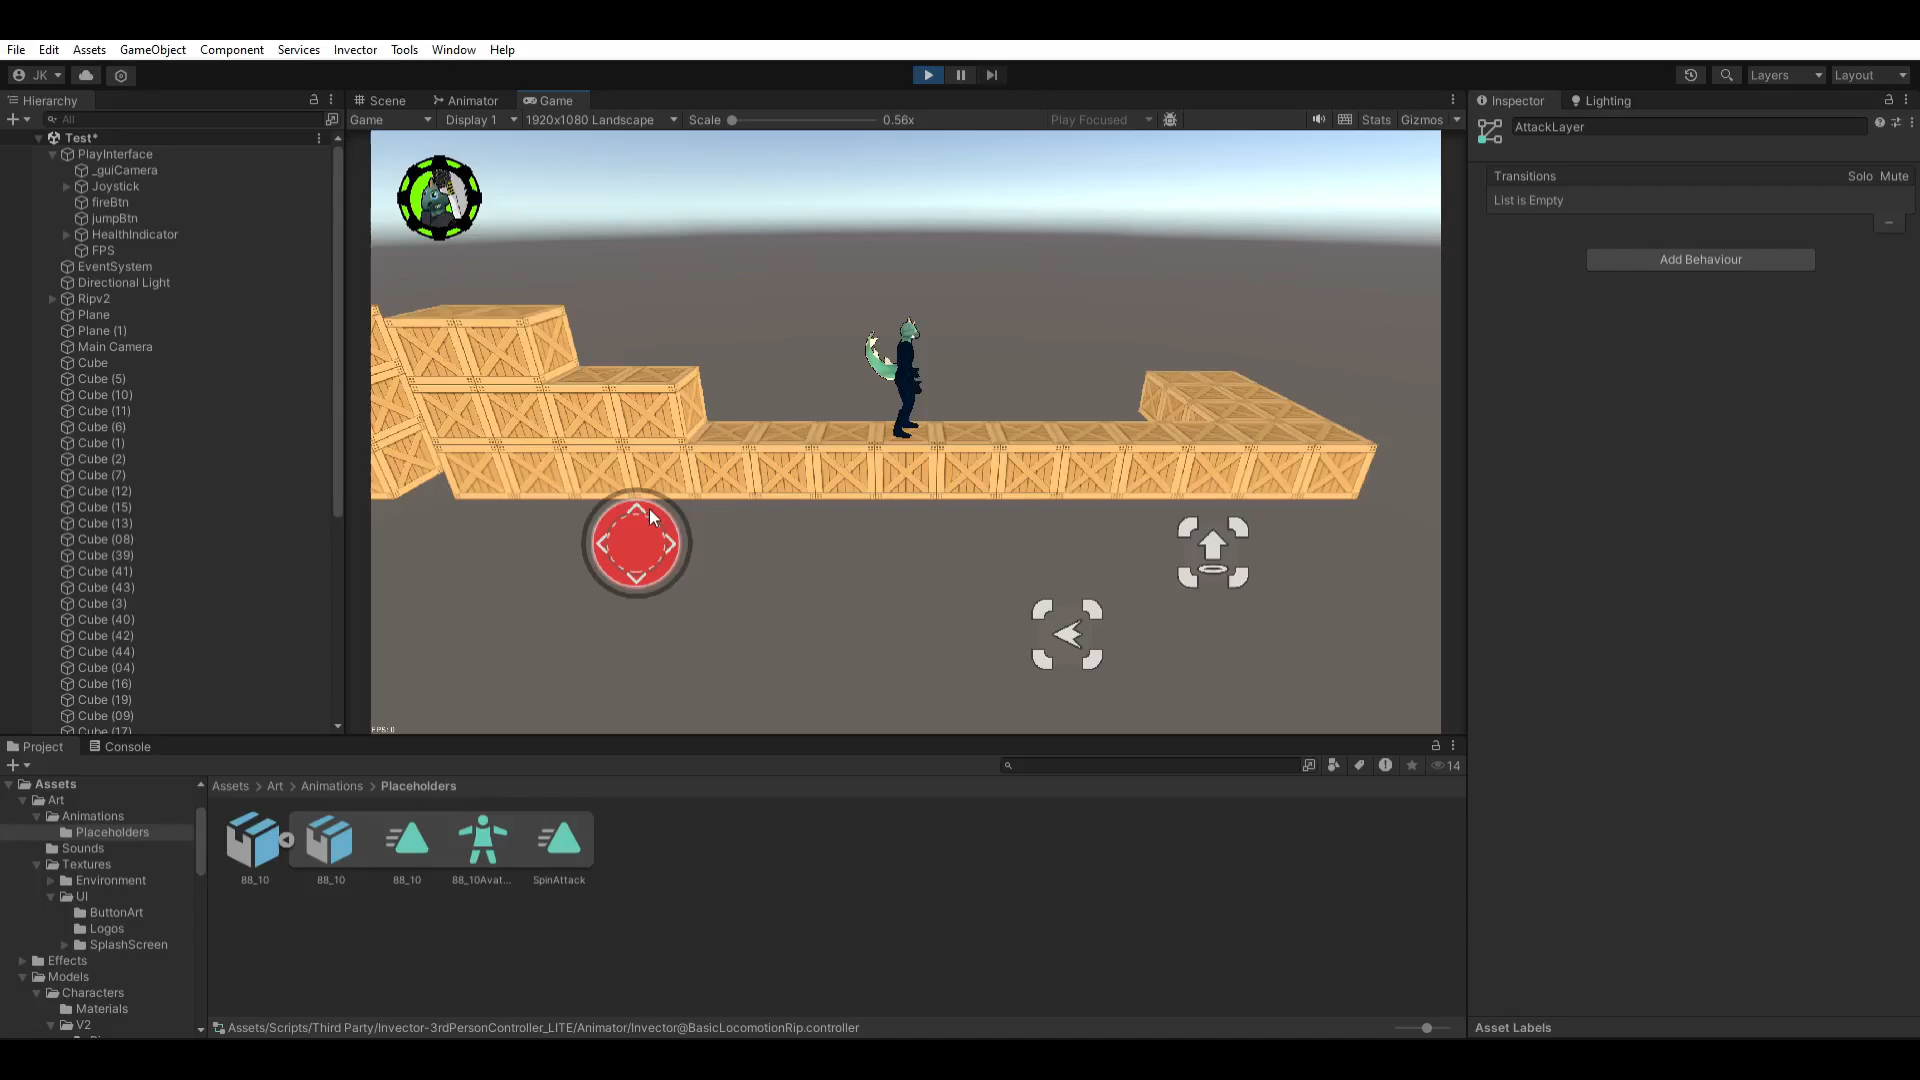 File Edit Assets GameObject Component Services Invector Tools Window Help
JK
Layers Layout
Hierarchy
All
Test*
PlayInterface
_guiCamera
Joystick
fireBtn
jumpBtn
HealthIndicator
FPS
EventSystem
Directional Light
Ripv2
Plane
Plane (1)
Main Camera
Cube
Cube (5)
Cube (10)
Cube (11)
Cube (6)
Cube (1)
Cube (2)
Cube (7)
Cube (12)
Cube (15)
Cube (13)
Cube (08)
Cube (39)
Cube (41)
Cube (43)
Cube (3)
Cube (40)
Cube (42)
Cube (44)
Cube (04)
Cube (16)
Cube (19)
Cube (09)
Cube (17)
Scene Animator Game
Game Display 1 1920x1080 Landscape Scale 0.56x Play Focused Stats Gizmos
FPS: 0
Inspector Lighting
AttackLayer
Transitions Solo Mute
List is Empty
Add Behaviour
Asset Labels
Project Console
14
Assets
Art
Animations
Placeholders
Sounds
Textures
Environment
UI
ButtonArt
Logos
SplashScreen
Effects
Models
Characters
Materials
V2
Assets > Art > Animations > Placeholders
88_10 88_10 88_10 88_10Avat... SpinAttack
Assets/Scripts/Third Party/Invector-3rdPersonController_LITE/Animator/Invector@BasicLocomotionRip.controller